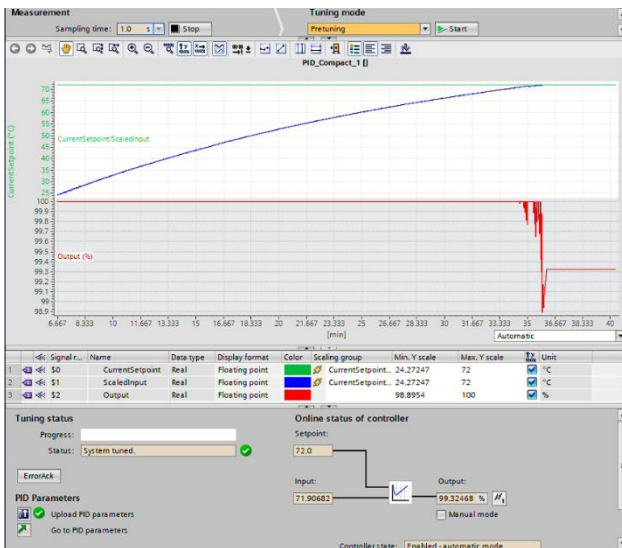 Measurement
Tuning mode
Sampling time: 1.0 s Stop
Pretuning Start
PID_Compact_1 []
CurrentSetpoint (°C)
70
65
60
55
50
45
40
35
30
25
CurrentSetpoint/ScaledInput
100
99.9
99.8
99.7
99.6
99.5
99.4
99.3
99.2
99.1
99
98.9
Output (%)
6.667 8.333 10 11.667 13.333 15 16.667 18.333 20 21.667 23.333 25 26.667 28.333 30 31.667 33.333 35 36.667 38.333 40
[min]
Automatic
Signal r... Name Data type Display format Color Scaling group Min. Y scale Max. Y scale Unit
1 $0 CurrentSetpoint Real Floating point CurrentSetpoint... 24.27247 72 °C
2 $1 ScaledInput Real Floating point CurrentSetpoint... 24.27247 72 °C
3 $2 Output Real Floating point 98.8954 100 %
Tuning status
Online status of controller
Progress:
Setpoint:
Status: System tuned.
72.0
ErrorAck
Input:
Output:
71.90682
99.32468 %
PID Parameters
Manual mode
Upload PID parameters
Go to PID parameters
Controller state: Enabled - automatic mode